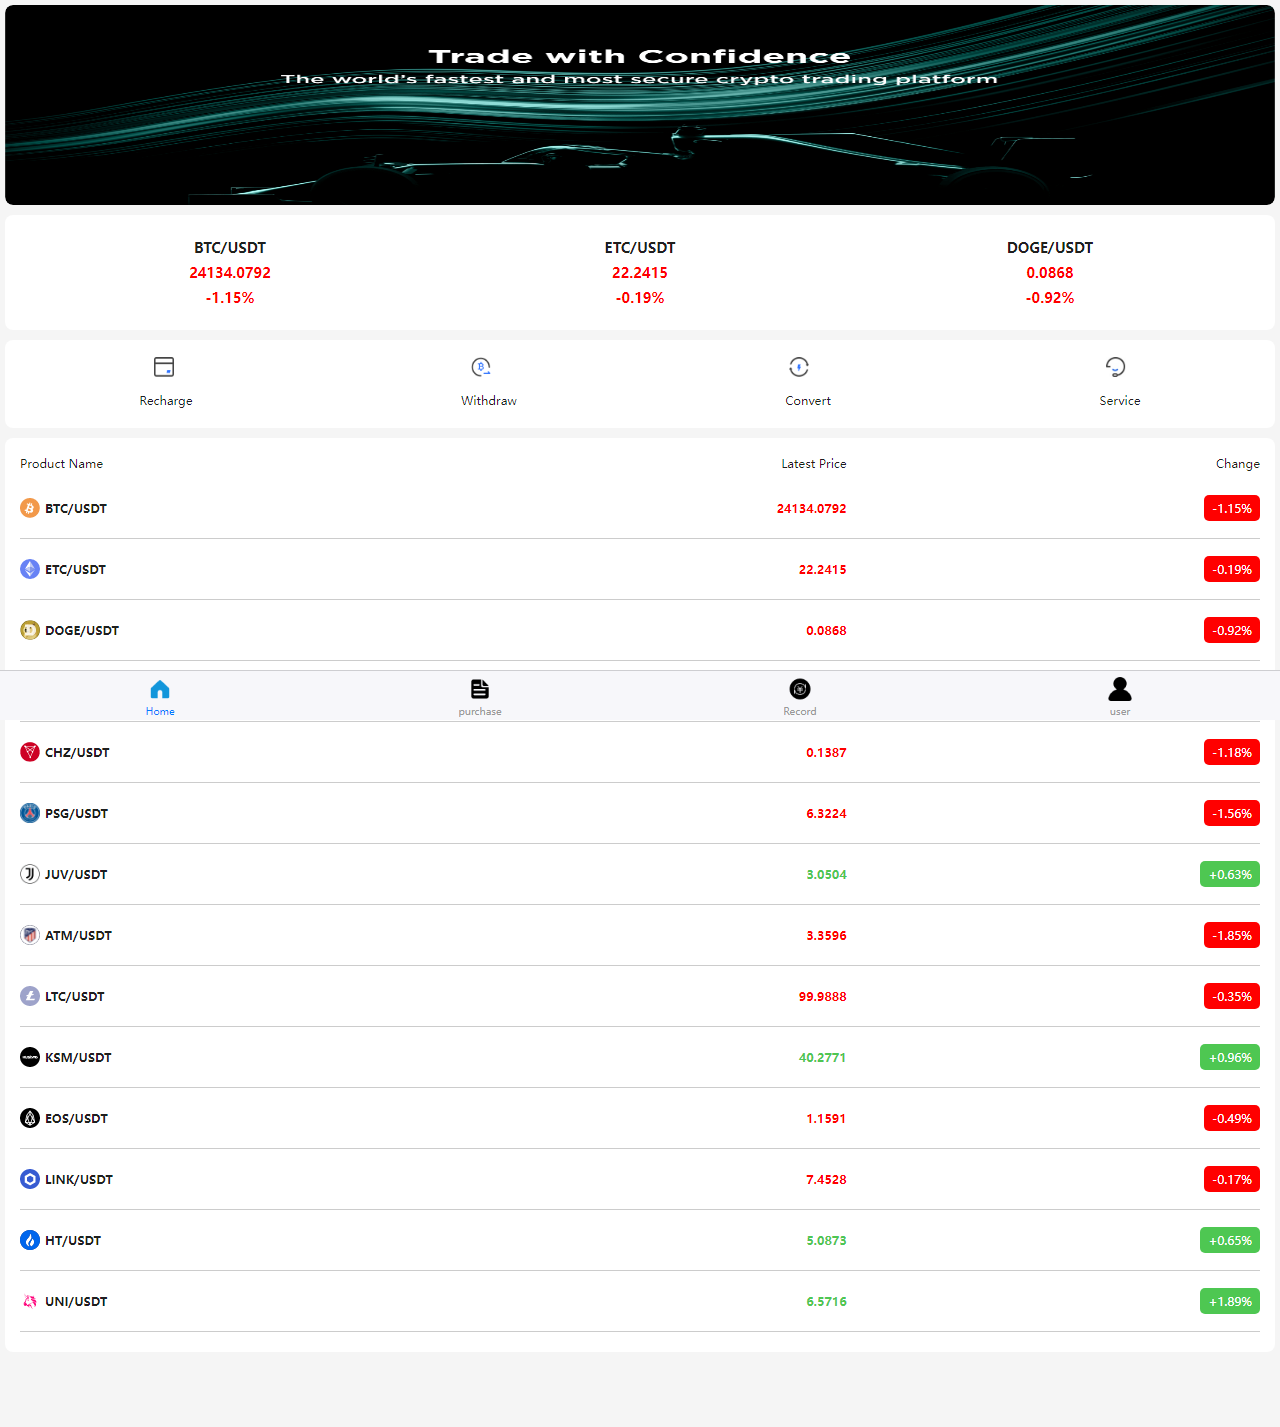 Trade with Confidence
The world's fastest and most secure crypto trading platform
BTC/USDT ETC/USDT DOGE/USDT
24134.0792 22.2415 0.0868
-1.15% -0.19% -0.92%
Recharge Withdraw Convert Service
Product Name Latest Price Change
BTC/USDT 24134.0792 -1.15%
ETC/USDT 22.2415 -0.19%
DOGE/USDT 0.0868 -0.92%
Home purchase Record user
CHZ/USDT 0.1387 -1.18%
PSG/USDT 6.3224 -1.56%
JUV/USDT 3.0504 +0.63%
ATM/USDT 3.3596 -1.85%
LTC/USDT 99.9888 -0.35%
KSM/USDT 40.2771 +0.96%
EOS/USDT 1.1591 -0.49%
LINK/USDT 7.4528 -0.17%
HT/USDT 5.0873 +0.65%
UNI/USDT 6.5716 +1.89%